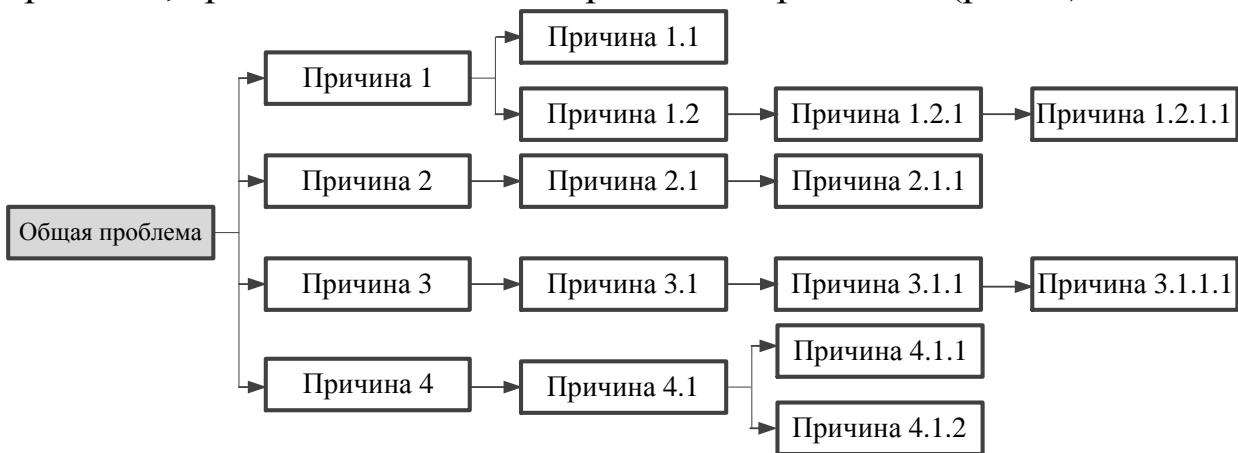 Причина 1.1
Причина 1
Причина 1.2
Причина 1.2.1
Причина 1.2.1.1
Причина 2
Причина 2.1
Причина 2.1.1
Общая проблема
Причина 3
Причина 3.1
Причина 3.1.1
Причина 3.1.1.1
Причина 4.1.1
Причина 4
Причина 4.1
Причина 4.1.2